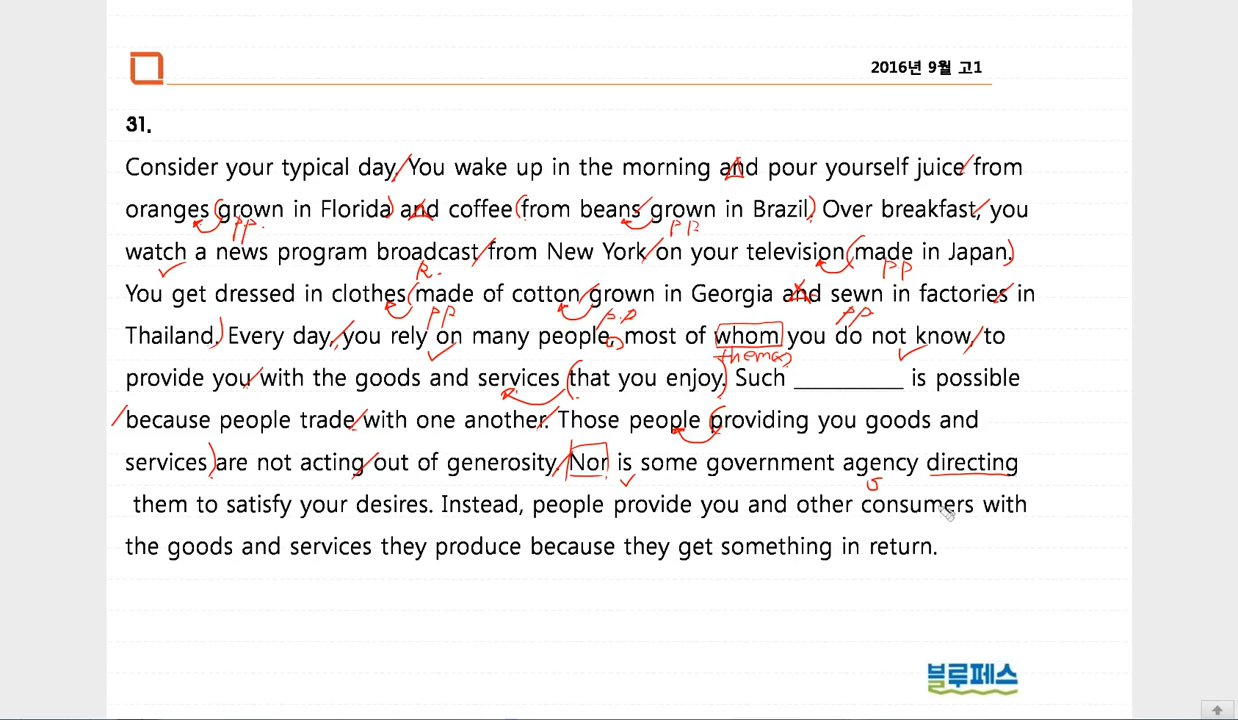 2016년 9월 고1
31.
Consider your typical day. You wake up in the morning and pour yourself juice from
oranges grown in Florida and coffee from beans grown in Brazil. Over breakfast, you
pp.
pp
watch a news program broadcast from New York on your television made in Japan.
R.
p.p
You get dressed in clothes made of cotton grown in Georgia and sewn in factories in
pp
p.p
pp
Thailand. Every day, you rely on many people, most of whom you do not know, to
them
provide you with the goods and services that you enjoy. Such __________ is possible
because people trade with one another. Those people providing you goods and
services are not acting out of generosity. Nor is some government agency directing
them to satisfy your desires. Instead, people provide you and other consumers with
the goods and services they produce because they get something in return.
블루페스